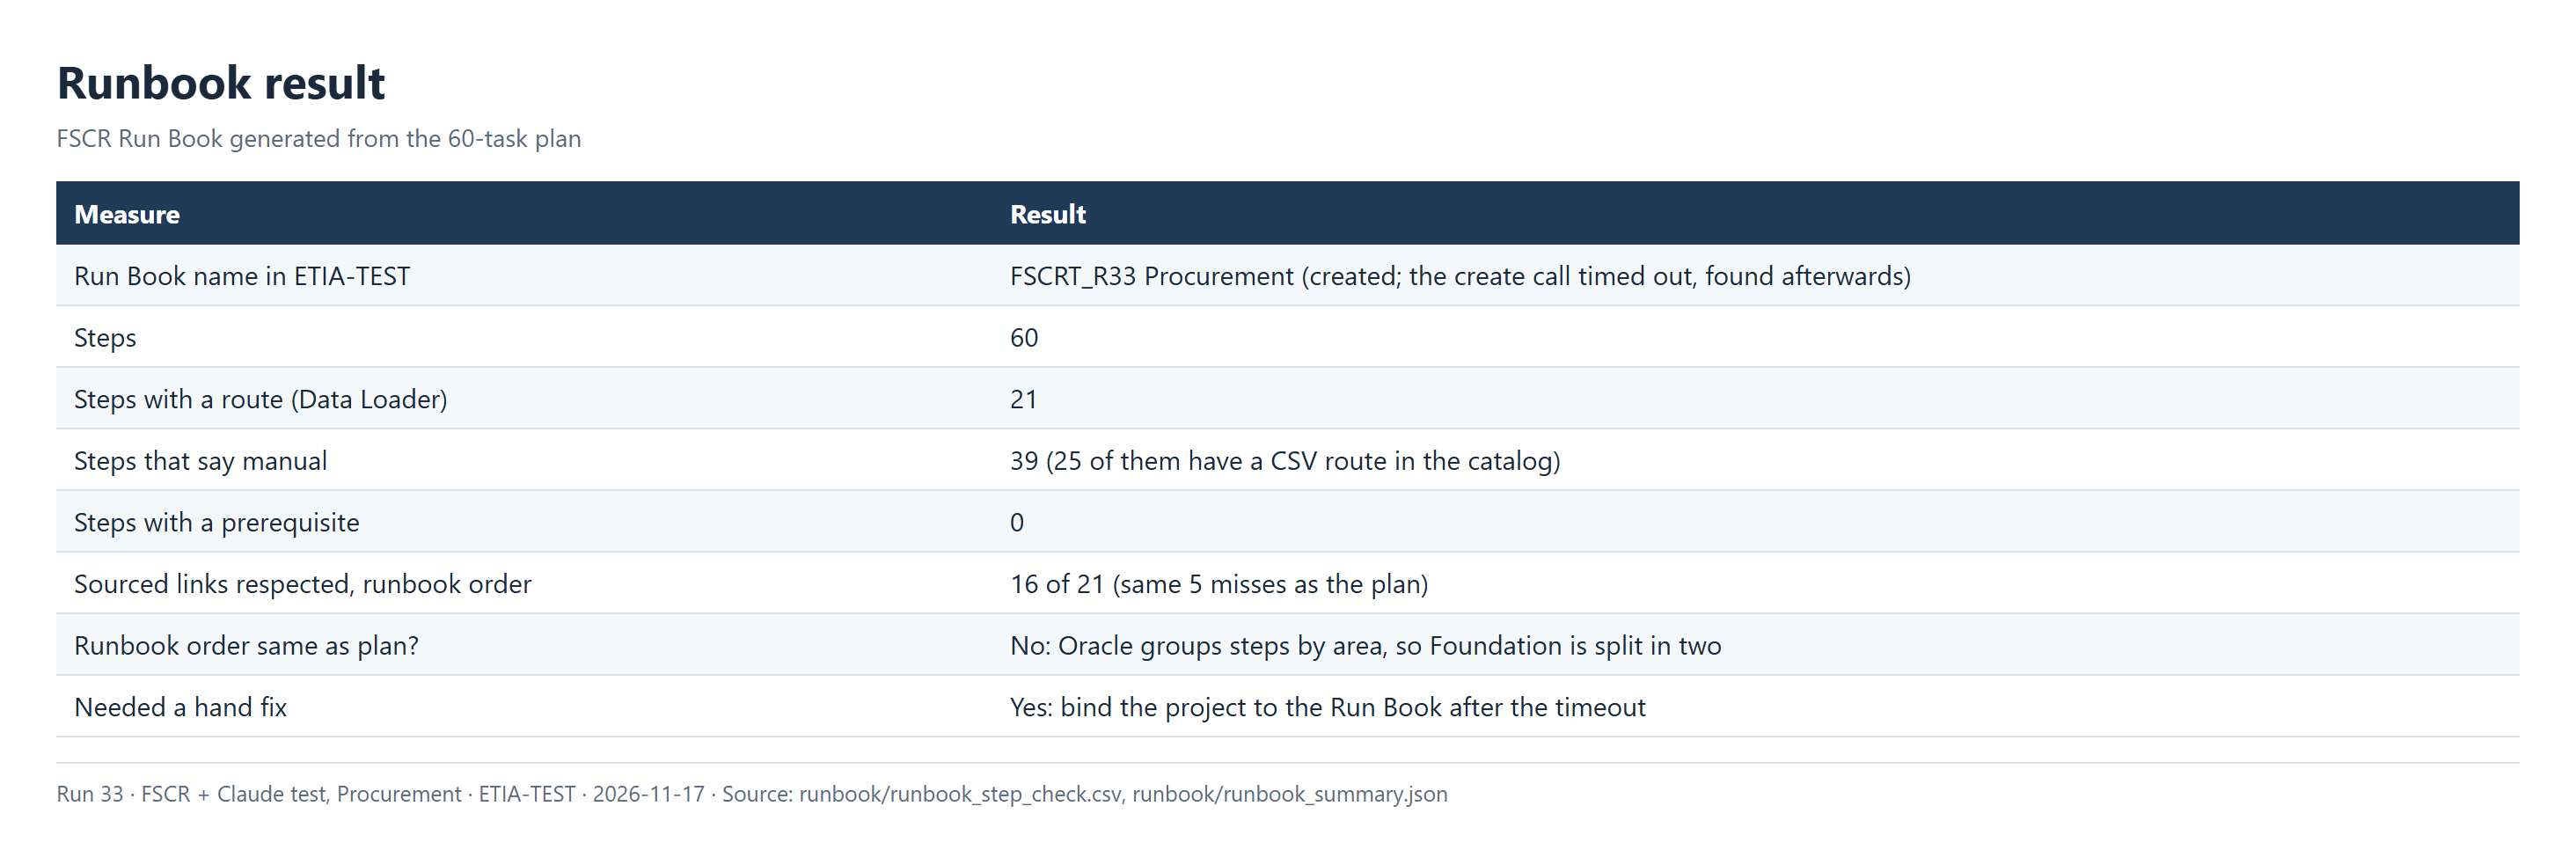 Runbook result
FSCR Run Book generated from the 60-task plan
Measure Result
Run Book name in ETIA-TEST FSCRT_R33 Procurement (created; the create call timed out, found afterwards)
Steps 60
Steps with a route (Data Loader) 21
Steps that say manual 39 (25 of them have a CSV route in the catalog)
Steps with a prerequisite 0
Sourced links respected, runbook order 16 of 21 (same 5 misses as the plan)
Runbook order same as plan? No: Oracle groups steps by area, so Foundation is split in two
Needed a hand fix Yes: bind the project to the Run Book after the timeout
Run 33 · FSCR + Claude test, Procurement · ETIA-TEST · 2026-11-17 · Source: runbook/runbook_step_check.csv, runbook/runbook_summary.json